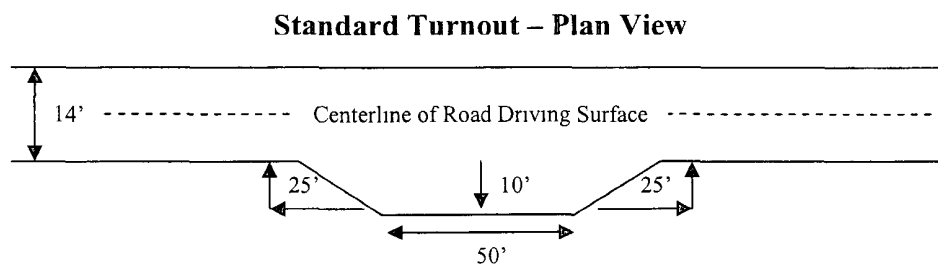 Standard Turnout – Plan View
14’
Centerline of Road Driving Surface
25’
10’
25’
50’